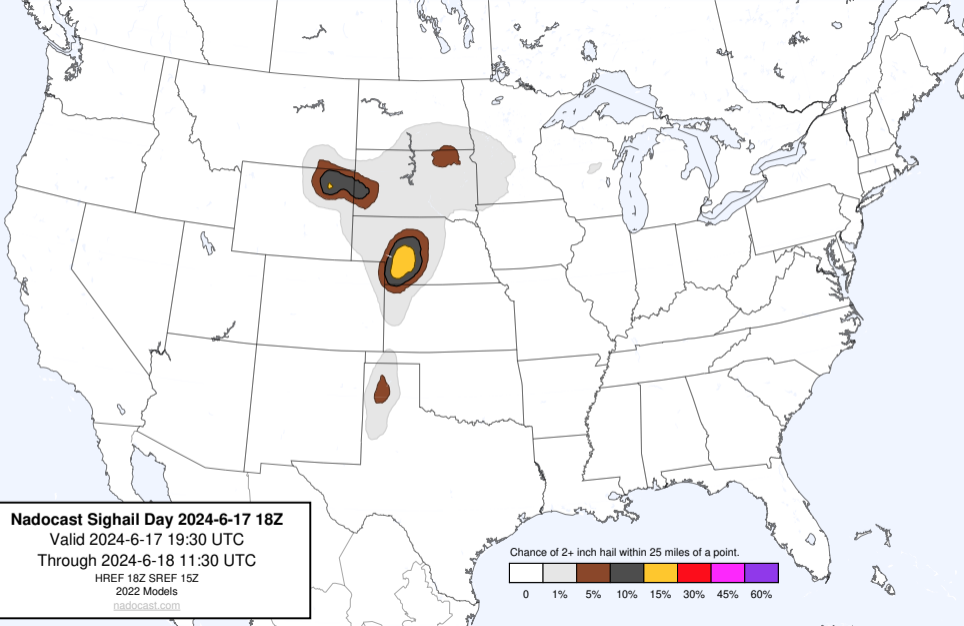 Nadocast Sighail Day 2024-6-17 18Z
Valid 2024-6-17 19:30 UTC
Through 2024-6-18 11:30 UTC
HREF 18Z SREF 15Z
2022 Models
nadocast.com
Chance of 2+ inch hail within 25 miles of a point.
0 1% 5% 10% 15% 30% 45% 60%